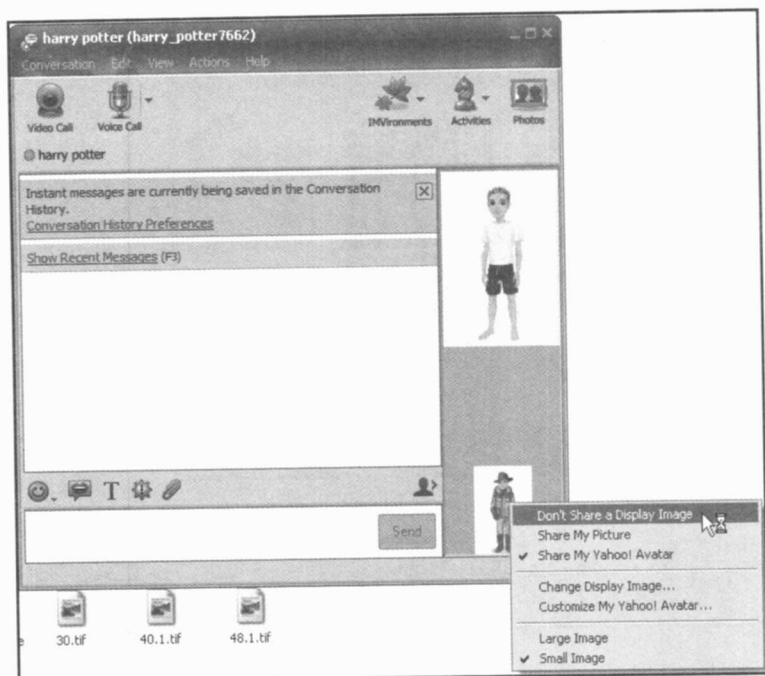 harry potter (harry_potter7662)
Conversation Edit View Actions Help
Video Call Voice Call IMVironments Activities Photos
harry potter
Instant messages are currently being saved in the Conversation
History.
Conversation History Preferences
Show Recent Messages (F3)
T
Send
Don't Share a Display Image
Share My Picture
Share My Yahoo! Avatar
Change Display Image...
Customize My Yahoo! Avatar...
Large Image
Small Image
e 30.tif 40.1.tif 48.1.tif